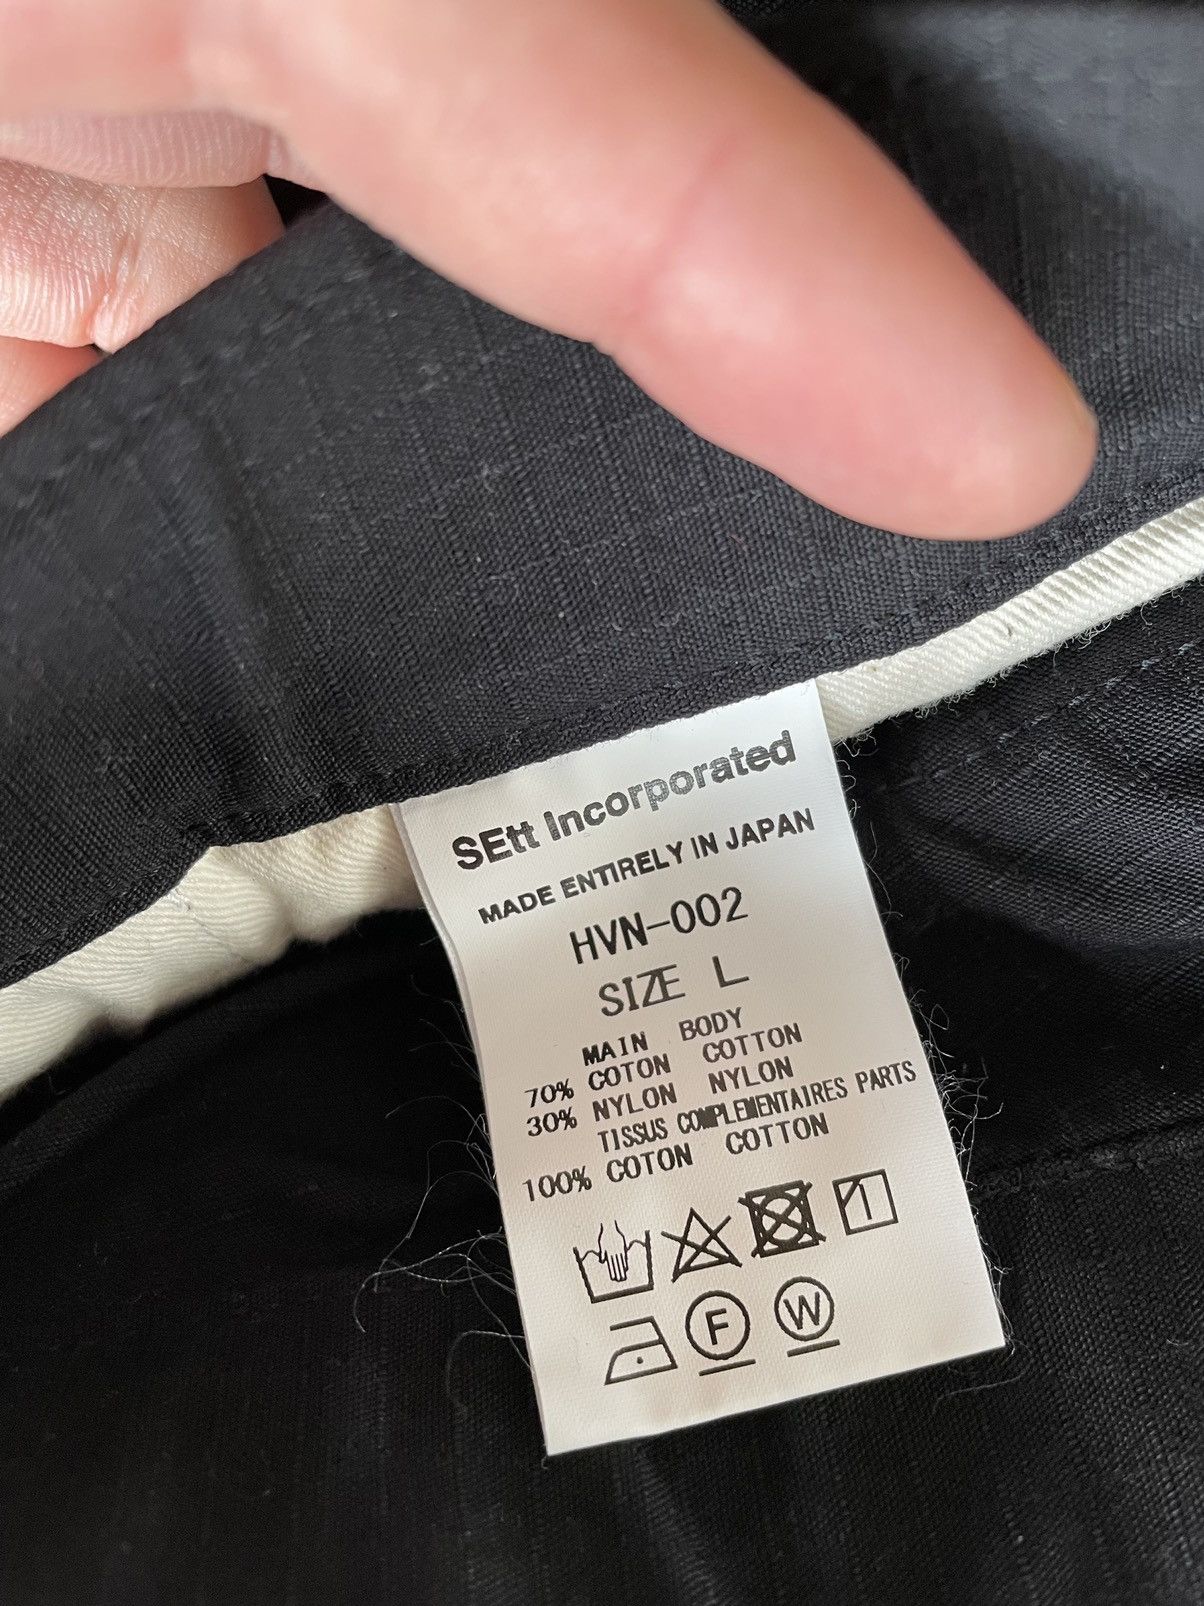 SEtt Incorporated
MADE ENTIRELY IN JAPAN
HVN-002
SIZE L
MAIN BODY
70% COTON COTTON
30% NYLON NYLON
TISSUS COMPLEMENTAIRES PARTS
100% COTON COTTON
F W